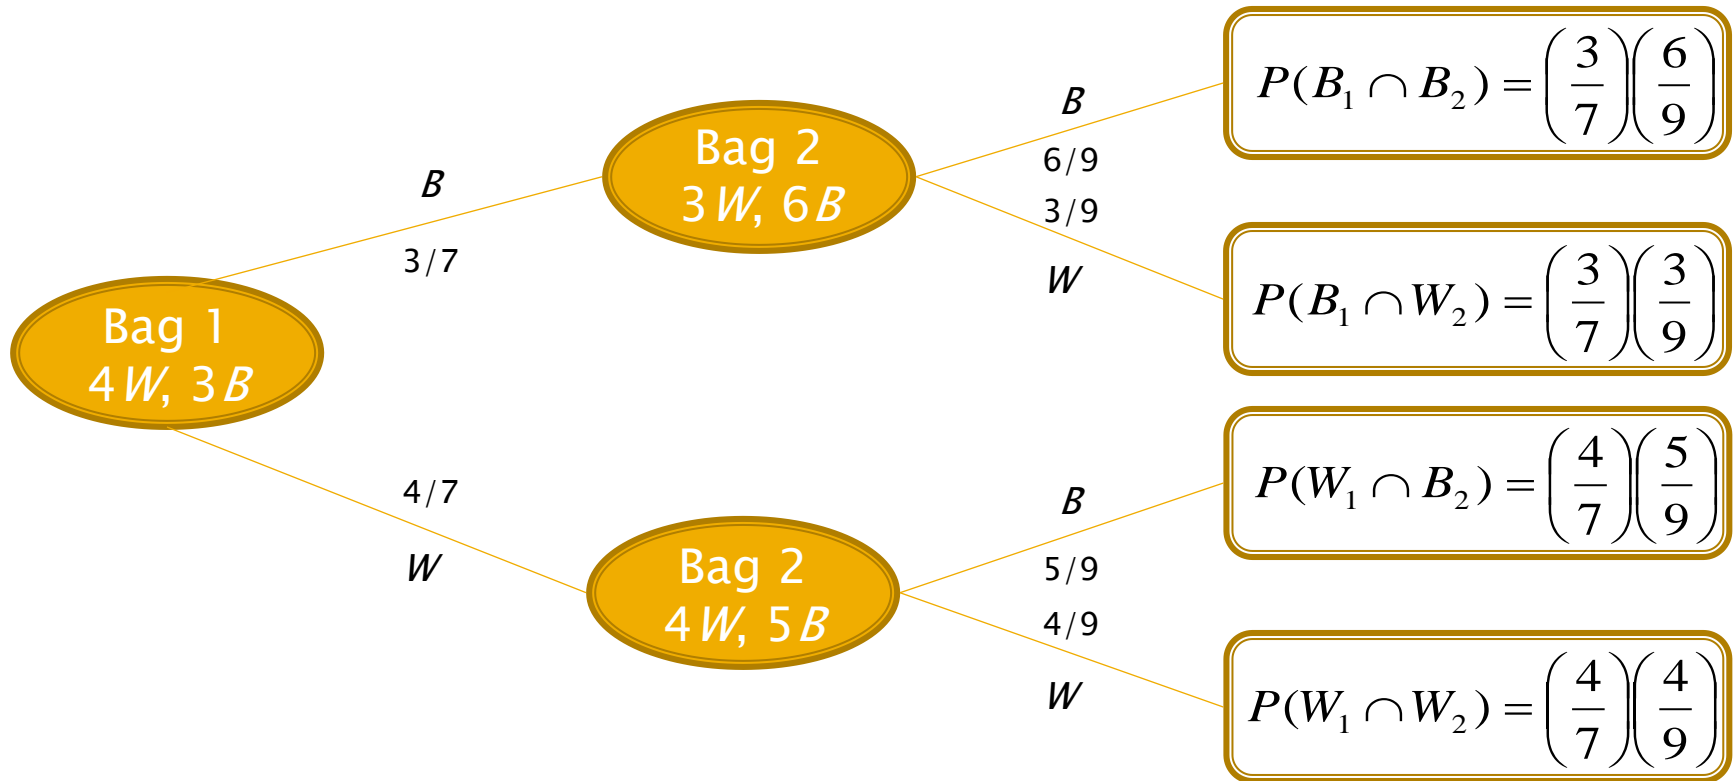 Bag 1
4W, 3B
B
3/7
4/7
W
Bag 2
3W, 6B
B
6/9
3/9
W
Bag 2
4W, 5B
B
5/9
4/9
W
P(B₁ ∩ B₂) = (3/7)(6/9)
P(B₁ ∩ W₂) = (3/7)(3/9)
P(W₁ ∩ B₂) = (4/7)(5/9)
P(W₁ ∩ W₂) = (4/7)(4/9)